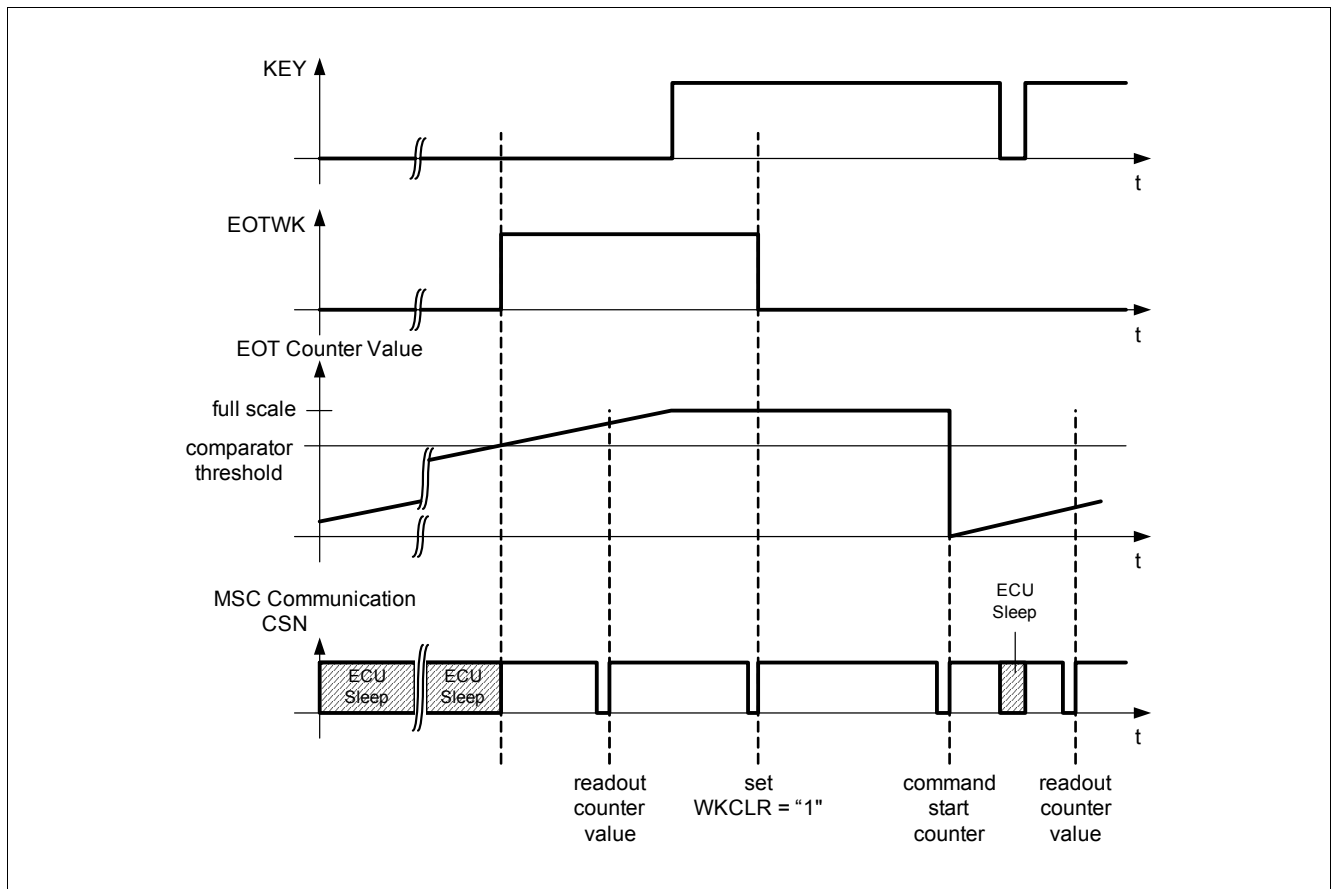 KEY
t
EOTWK
t
EOT Counter Value
full scale
comparator
threshold
t
MSC Communication
CSN
ECU
Sleep
ECU
Sleep
ECU
Sleep
t
readout
counter
value
set
WKCLR = “1"
command
start
counter
readout
counter
value